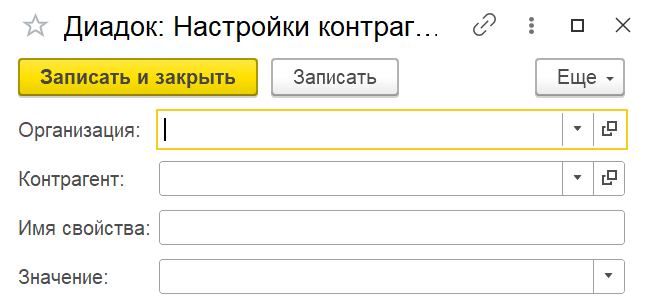 Диадок: Настройки контраг...
Записать и закрыть Записать Еще
Организация:
Контрагент:
Имя свойства:
Значение: